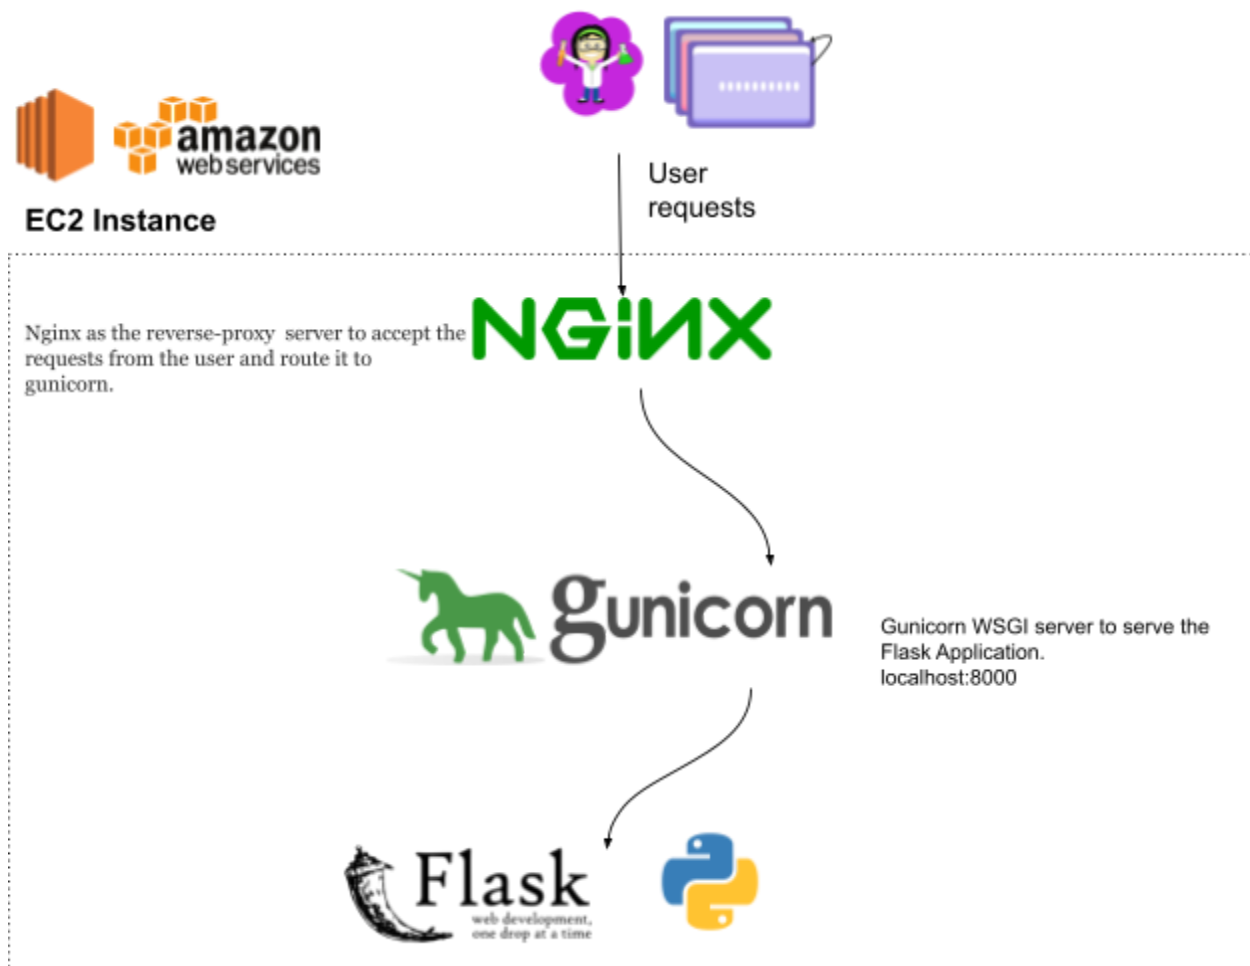 amazon
web services
EC2 Instance
User
requests
NGiNX
Nginx as the reverse-proxy server to accept the
requests from the user and route it to
gunicorn.
gunicorn
Gunicorn WSGI server to serve the
Flask Application.
localhost:8000
Flask
web development,
one drop at a time